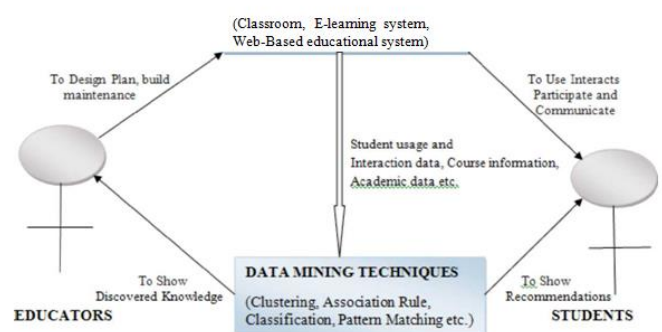 (Classroom, E-learning system,
Web-Based educational system)
To Design Plan, build
maintenance
To Use Interacts
Participate and
Communicate
Student usage and
Interaction data, Course information,
Academic data etc.
DATA MINING TECHNIQUES
(Clustering, Association Rule,
Classification, Pattern Matching etc.)
To Show
Discovered Knowledge
EDUCATORS
To Show
Recommendations
STUDENTS